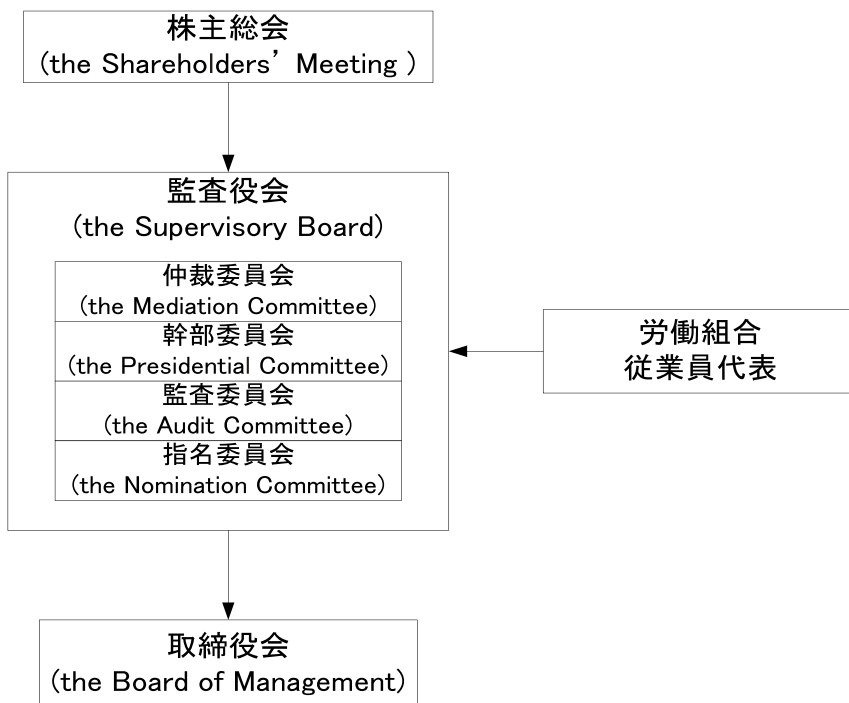 株主総会
(the Shareholders’ Meeting )
監査役会
(the Supervisory Board)
仲裁委員会
(the Mediation Committee)
幹部委員会
(the Presidential Committee)
監査委員会
(the Audit Committee)
指名委員会
(the Nomination Committee)
労働組合
従業員代表
取締役会
(the Board of Management)